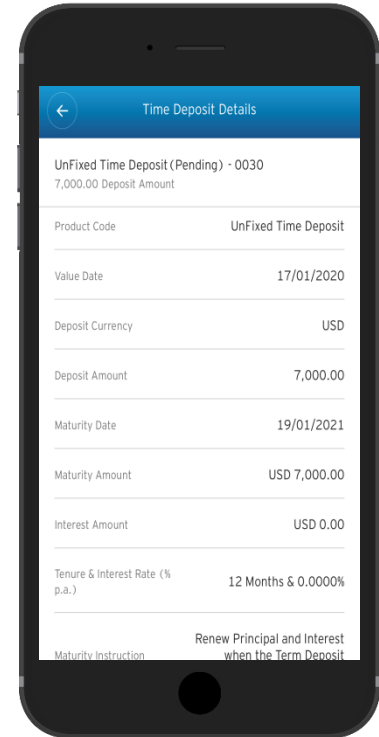 Time Deposit Details
UnFixed Time Deposit (Pending) - 0030
7,000.00 Deposit Amount
Product Code UnFixed Time Deposit
Value Date 17/01/2020
Deposit Currency USD
Deposit Amount 7,000.00
Maturity Date 19/01/2021
Maturity Amount USD 7,000.00
Interest Amount USD 0.00
Tenure & Interest Rate (%
p.a.) 12 Months & 0.0000%
Renew Principal and Interest
Maturity Instruction when the Term Deposit